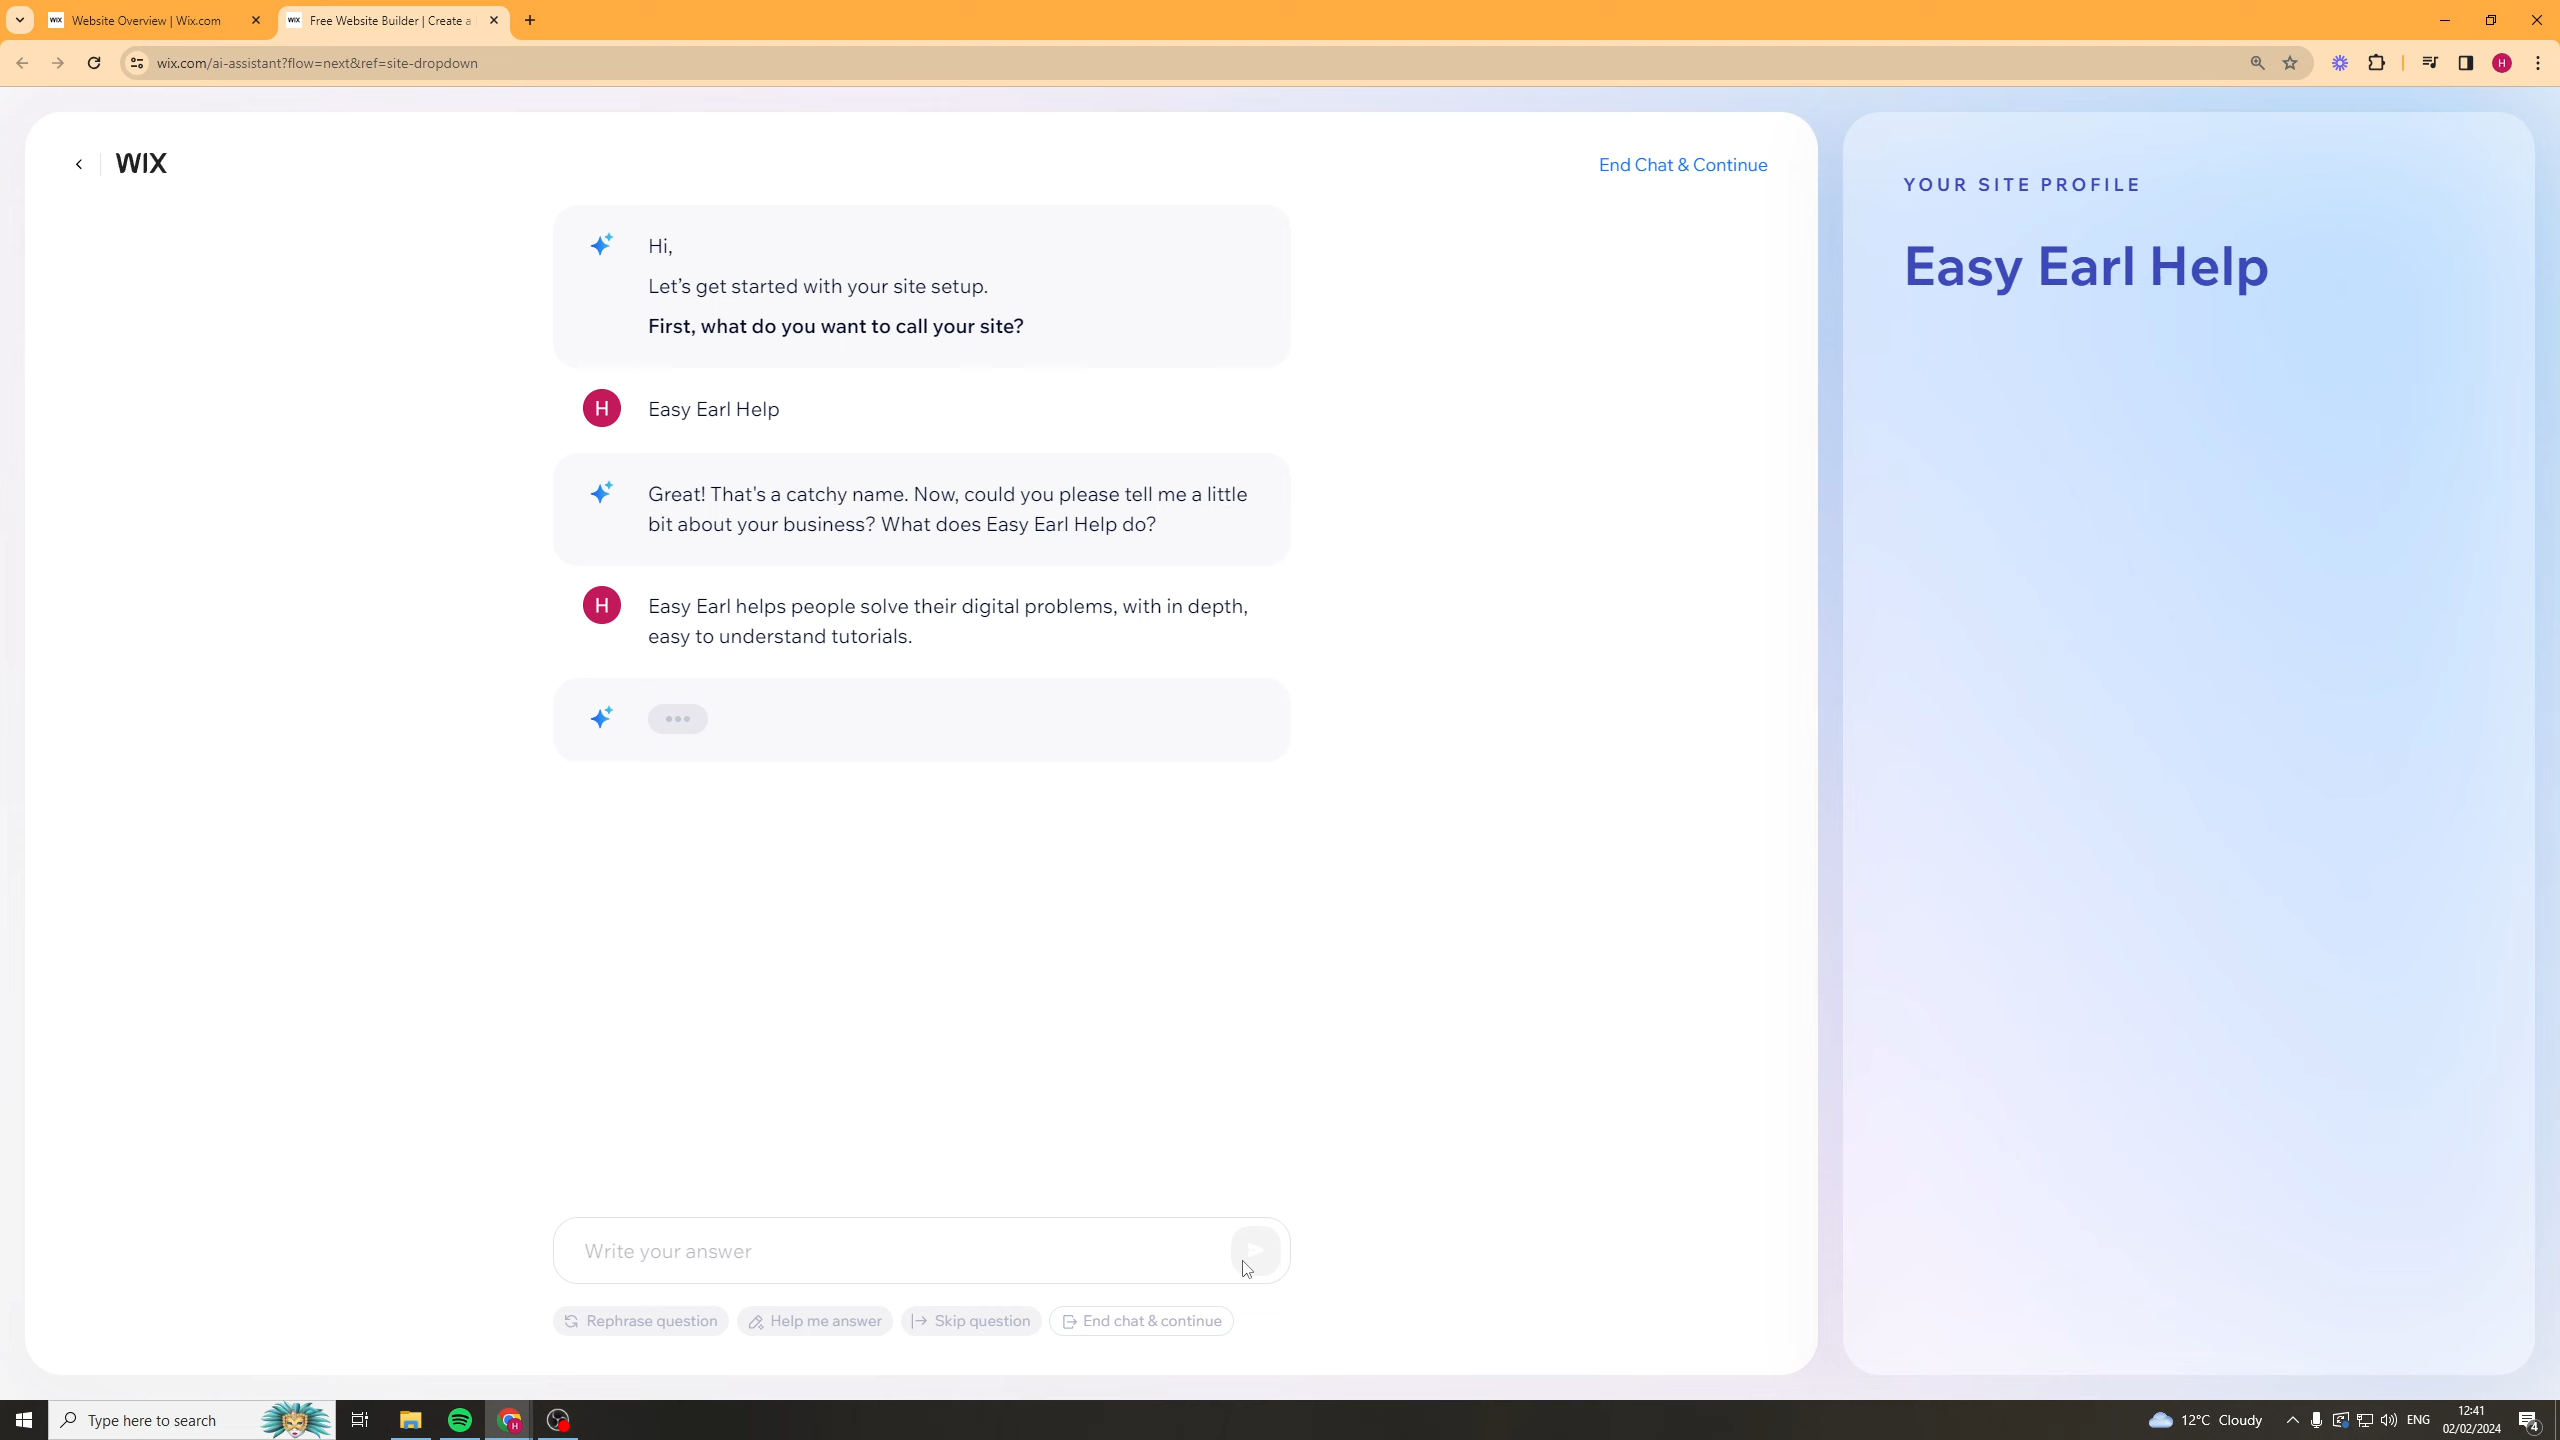 Website Overview | Wix.com
Free Website Builder | Create a
wix.com/ai-assistant?flow=next&ref=site-dropdown
H
WIX
End Chat & Continue
Hi,
Let's get started with your site setup.
First, what do you want to call your site?
H
Easy Earl Help
Great! That's a catchy name. Now, could you please tell me a little
bit about your business? What does Easy Earl Help do?
H
Easy Earl helps people solve their digital problems, with in depth,
easy to understand tutorials.
Write your answer
Rephrase question
Help me answer
Skip question
End chat & continue
YOUR SITE PROFILE
Easy Earl Help
Type here to search
12°C Cloudy
ENG
12:41
02/02/2024
4